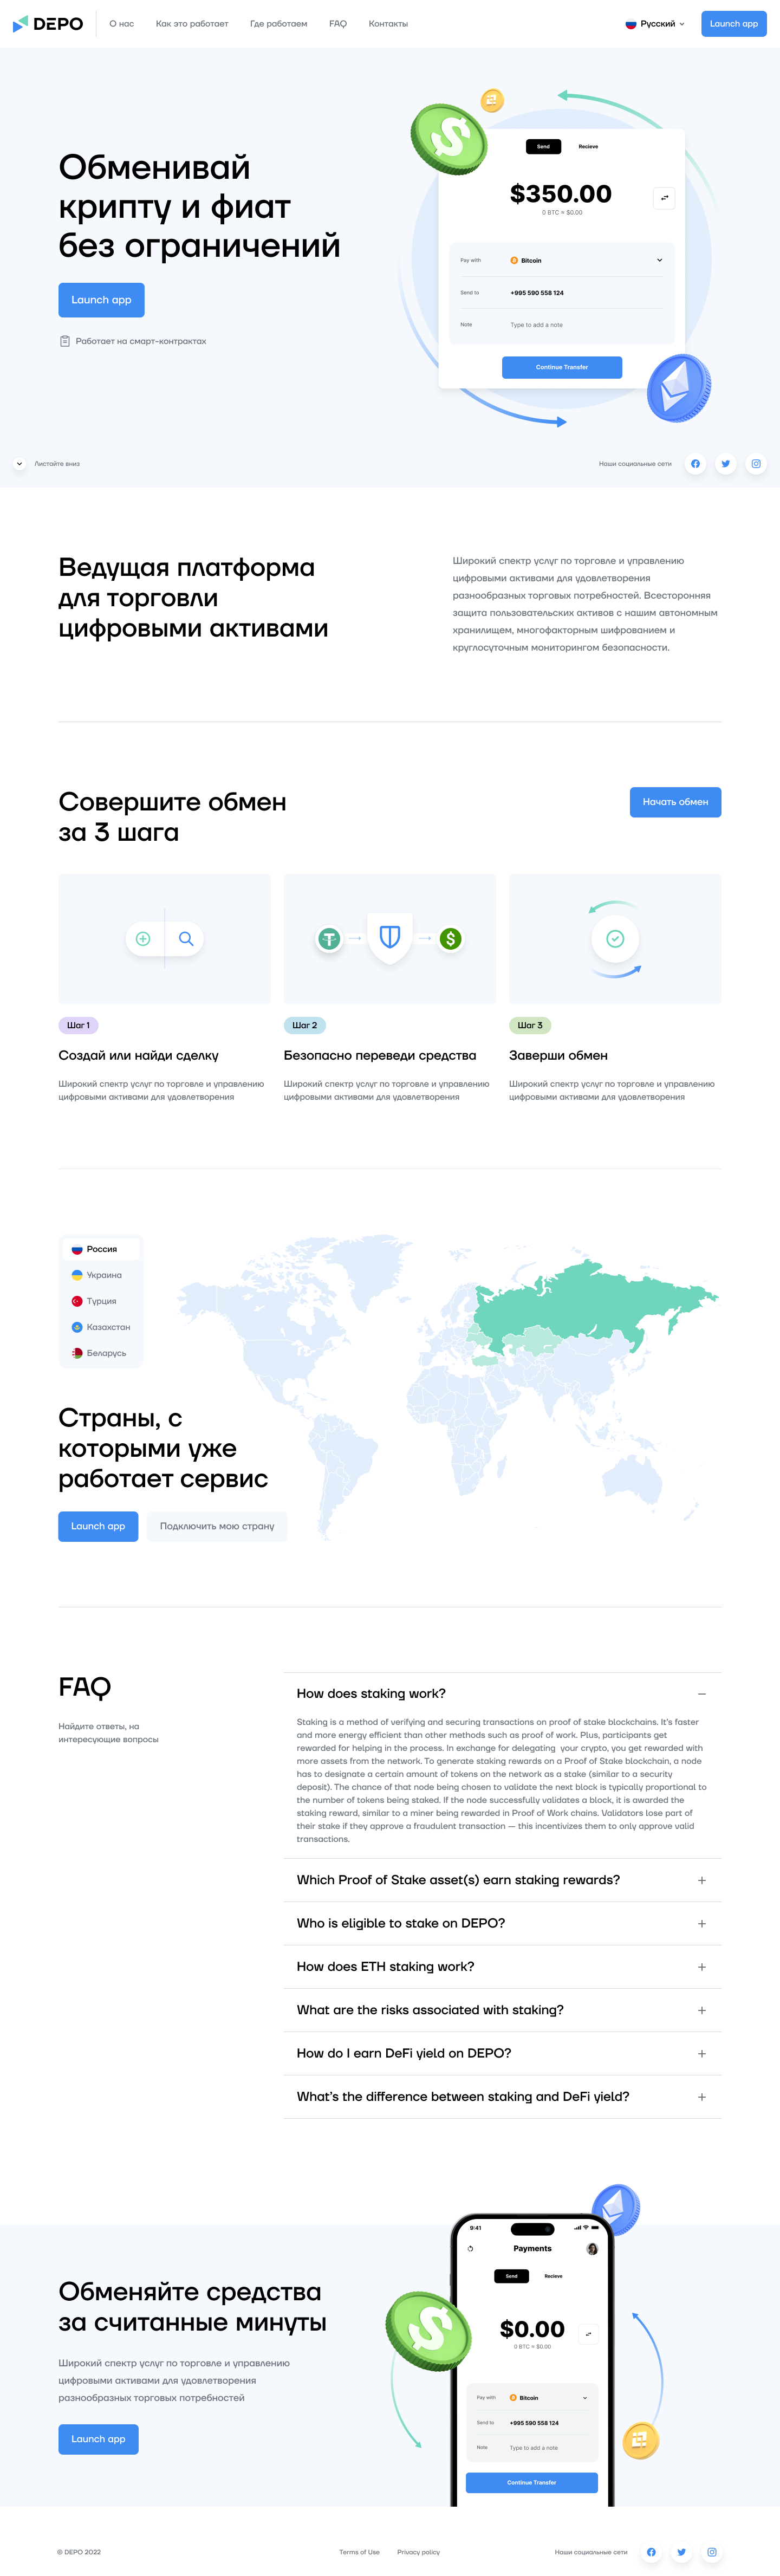 DEPO
О нас
Как это работает
Где работаем
FAQ
Контакты
Русский
Launch app
Обменивай
крипту и фиат
без ограничений
Launch app
Работает на смарт-контрактах
Send
Recieve
$350.00
0 BTC ≈ $0.00
Pay with
Bitcoin
Send to
+995 590 558 124
Note
Type to add a note
Continue Transfer
Листайте вниз
Наши социальные сети
Ведущая платформа
для торговли
цифровыми активами
Широкий спектр услуг по торговле и управлению
цифровыми активами для удовлетворения
разнообразных торговых потребностей. Всесторонняя
защита пользовательских активов с нашим автономным
хранилищем, многофакторным шифрованием и
круглосуточным мониторингом безопасности.
Совершите обмен
за 3 шага
Начать обмен
Шаг 1
Создай или найди сделку
Широкий спектр услуг по торговле и управлению
цифровыми активами для удовлетворения
Шаг 2
Безопасно переведи средства
Широкий спектр услуг по торговле и управлению
цифровыми активами для удовлетворения
Шаг 3
Заверши обмен
Широкий спектр услуг по торговле и управлению
цифровыми активами для удовлетворения
Россия
Украина
Турция
Казахстан
Беларусь
Страны, с
которыми уже
работает сервис
Launch app
Подключить мою страну
FAQ
Найдите ответы, на
интересующие вопросы
How does staking work?
Staking is a method of verifying and securing transactions on proof of stake blockchains. It's faster
and more energy efficient than other methods such as proof of work. Plus, participants get
rewarded for helping in the process. In exchange for delegating your crypto, you get rewarded with
more assets from the network. To generate staking rewards on a Proof of Stake blockchain, a node
has to designate a certain amount of tokens on the network as a stake (similar to a security
deposit). The chance of that node being chosen to validate the next block is typically proportional to
the number of tokens being staked. If the node successfully validates a block, it is awarded the
staking reward, similar to a miner being rewarded in Proof of Work chains. Validators lose part of
their stake if they approve a fraudulent transaction — this incentivizes them to only approve valid
transactions.
Which Proof of Stake asset(s) earn staking rewards?
Who is eligible to stake on DEPO?
How does ETH staking work?
What are the risks associated with staking?
How do I earn DeFi yield on DEPO?
What's the difference between staking and DeFi yield?
Обменяйте средства
за считанные минуты
Широкий спектр услуг по торговле и управлению
цифровыми активами для удовлетворения
разнообразных торговых потребностей
Launch app
9:41
Payments
Send
Recieve
$0.00
0 BTC ≈ $0.00
Pay with
Bitcoin
Send to
+995 590 558 124
Note
Type to add a note
Continue Transfer
© DEPO 2022
Terms of Use
Privacy policy
Наши социальные сети